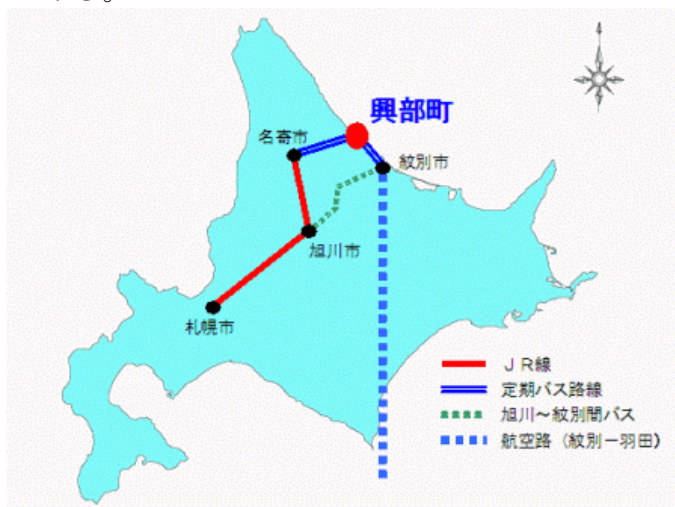 興部町
名寄市
紋別市
旭川市
札幌市
ＪＲ線
定期バス路線
旭川～紋別間バス
航空路（紋別－羽田）